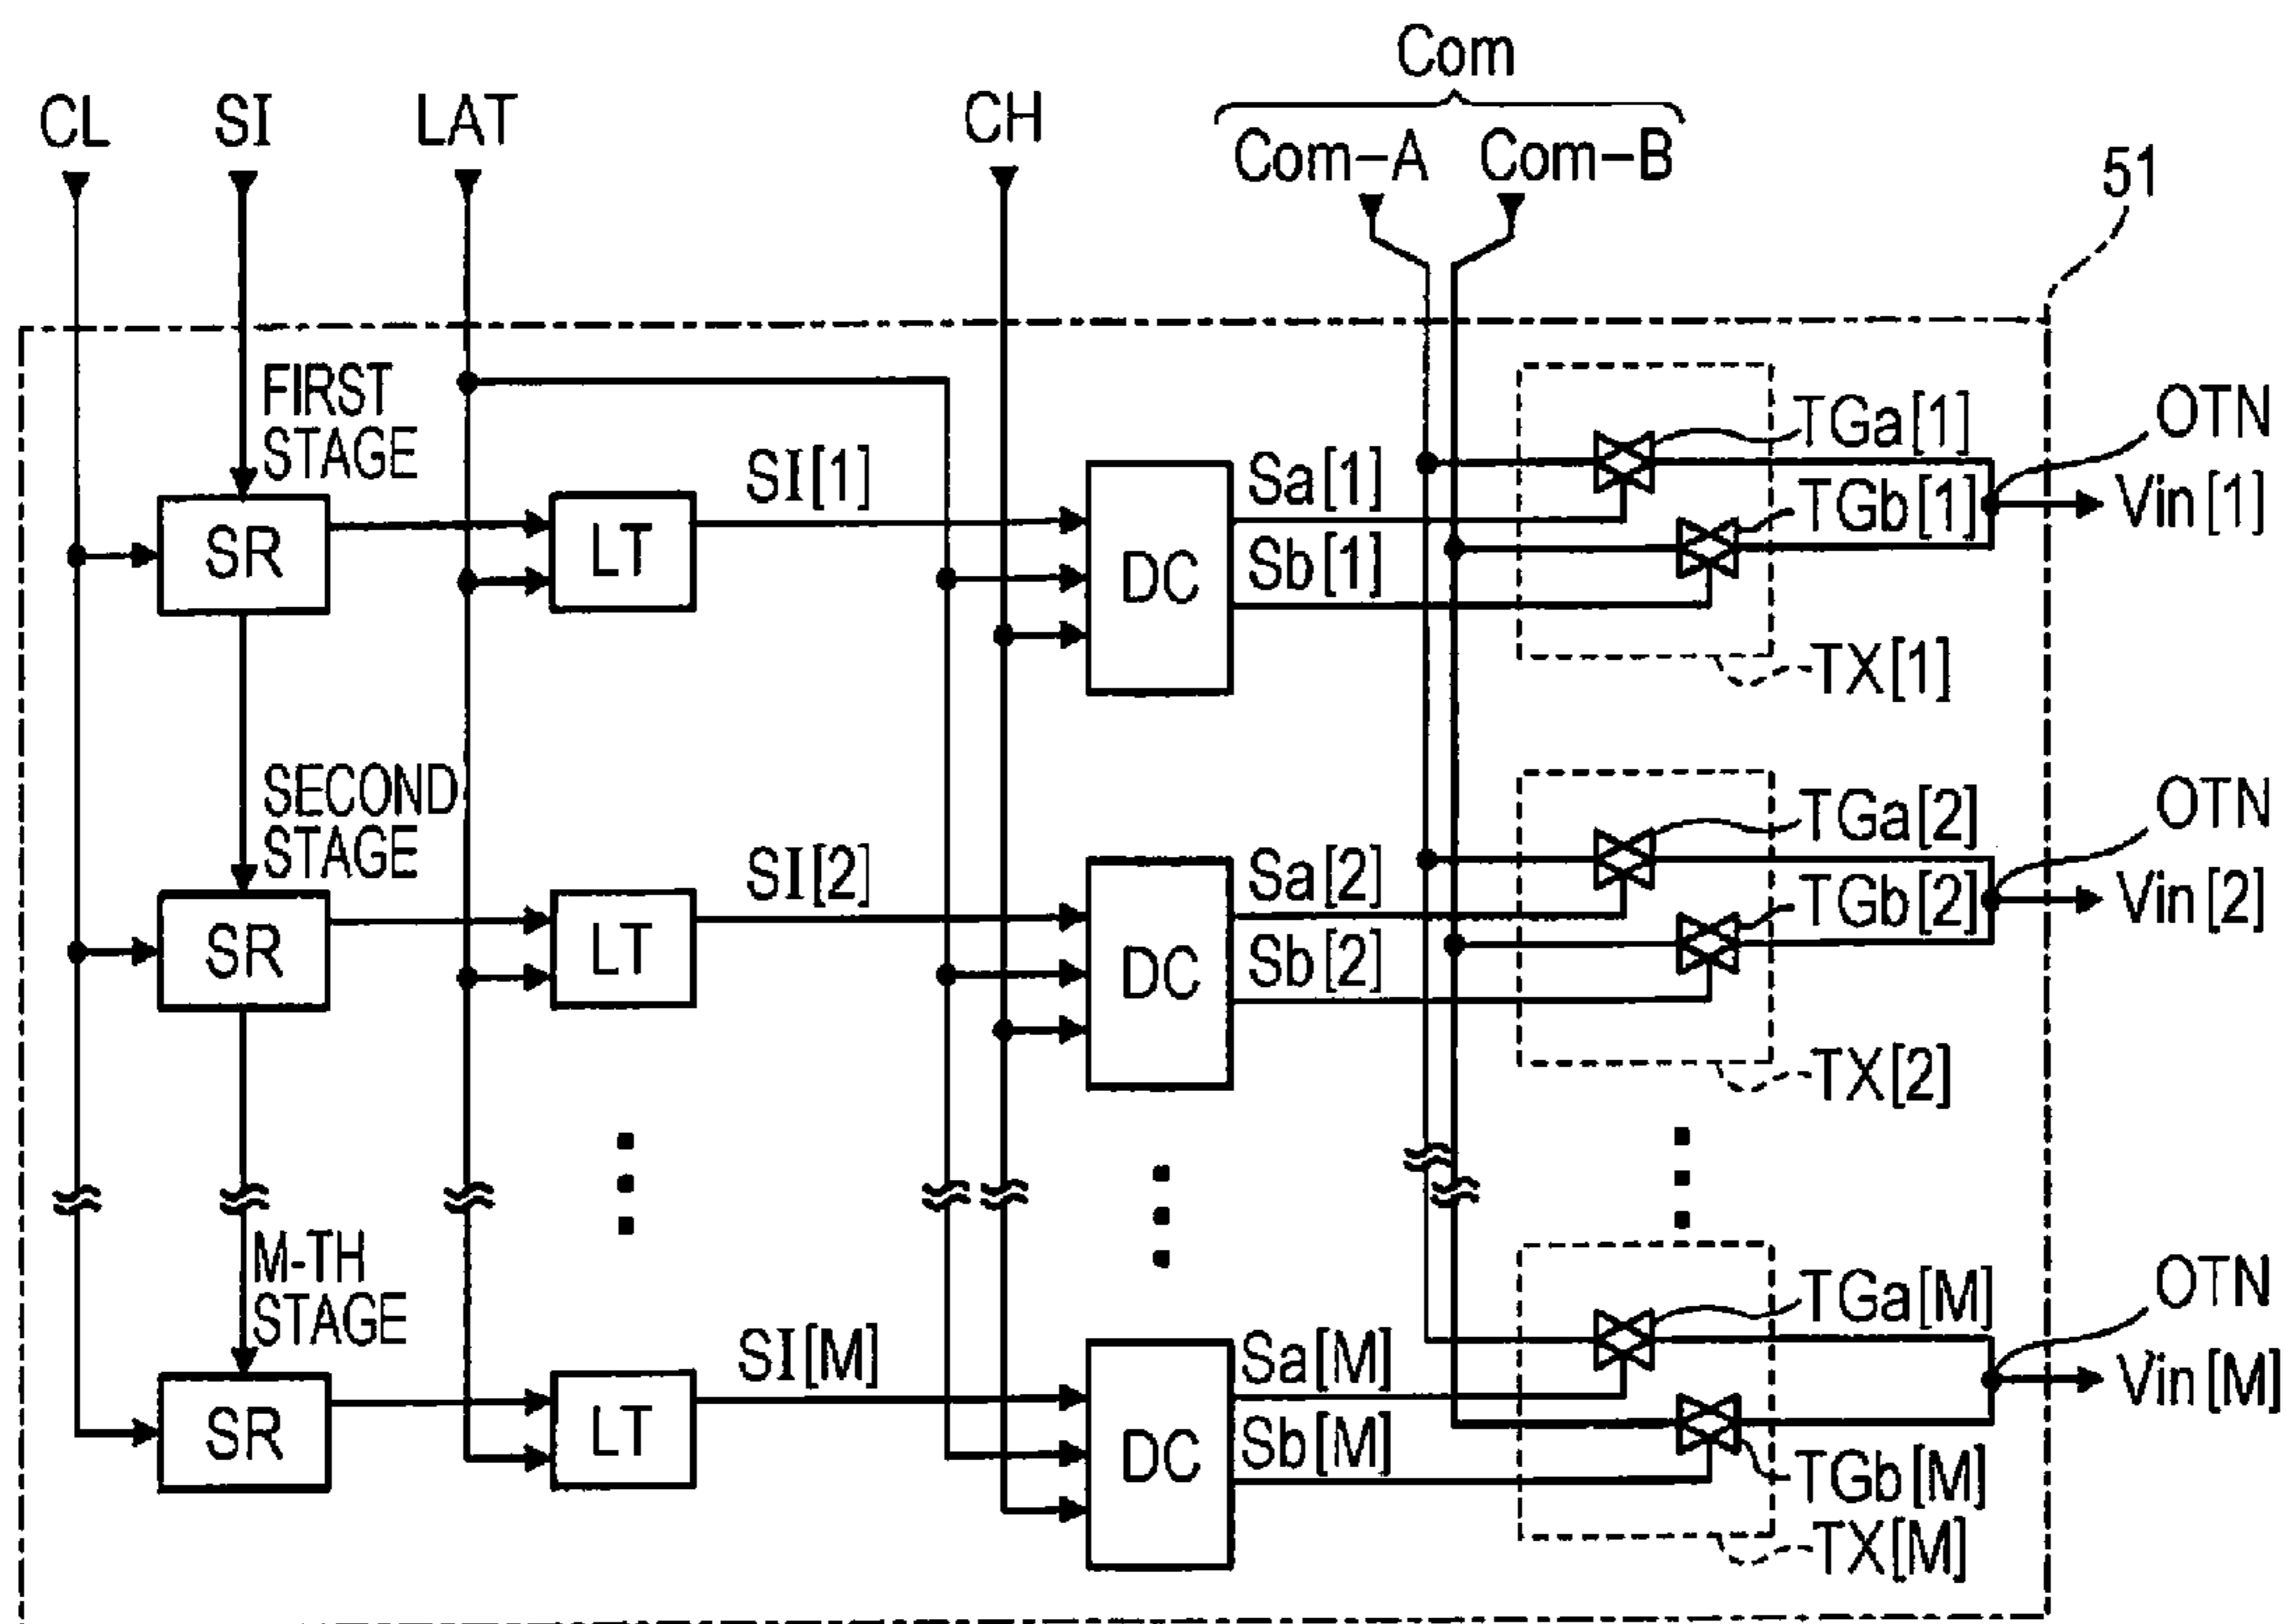 Com
CL SI LAT CH Com-A Com-B
51
FIRST
STAGE
SR
LT
SI[1]
DC
Sa[1]
Sb[1]
TGa[1]
TGb[1]
TX[1]
OTN
Vin[1]
SECOND
STAGE
SR
LT
SI[2]
DC
Sa[2]
Sb[2]
TGa[2]
TGb[2]
TX[2]
OTN
Vin[2]
M-TH
STAGE
SR
LT
SI[M]
DC
Sa[M]
Sb[M]
TGa[M]
TGb[M]
TX[M]
OTN
Vin[M]